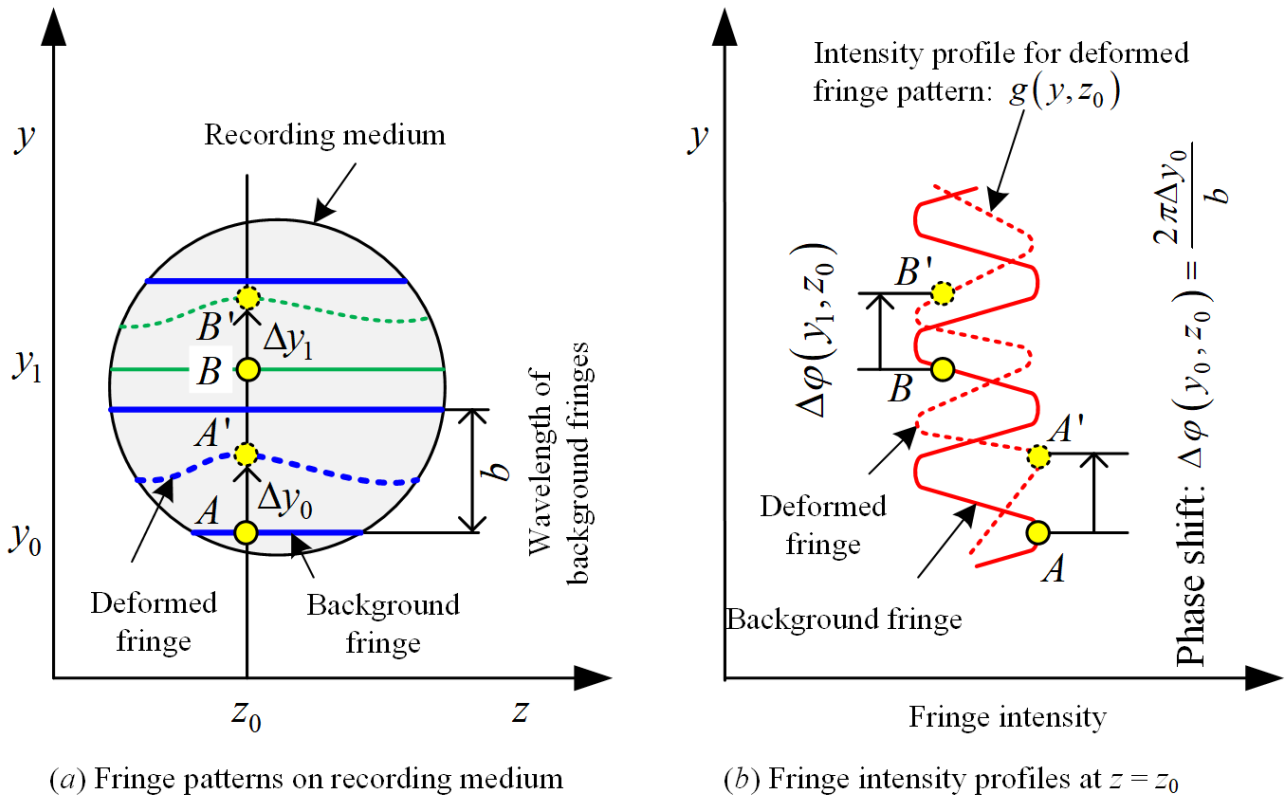 y
Recording medium
B'
Δy₁
y₁
B
A'
Δy₀
b
A
y₀
Wavelength of
background fringes
Deformed
fringe
Background
fringe
z₀
z
(a) Fringe patterns on recording medium
Intensity profile for deformed
fringe pattern: g(y, z₀)
y
Δφ(y₁, z₀)
B'
B
A'
A
Deformed
fringe
Background fringe
Phase shift: Δφ(y₀, z₀) = 2πΔy₀/b
Fringe intensity
(b) Fringe intensity profiles at z = z₀